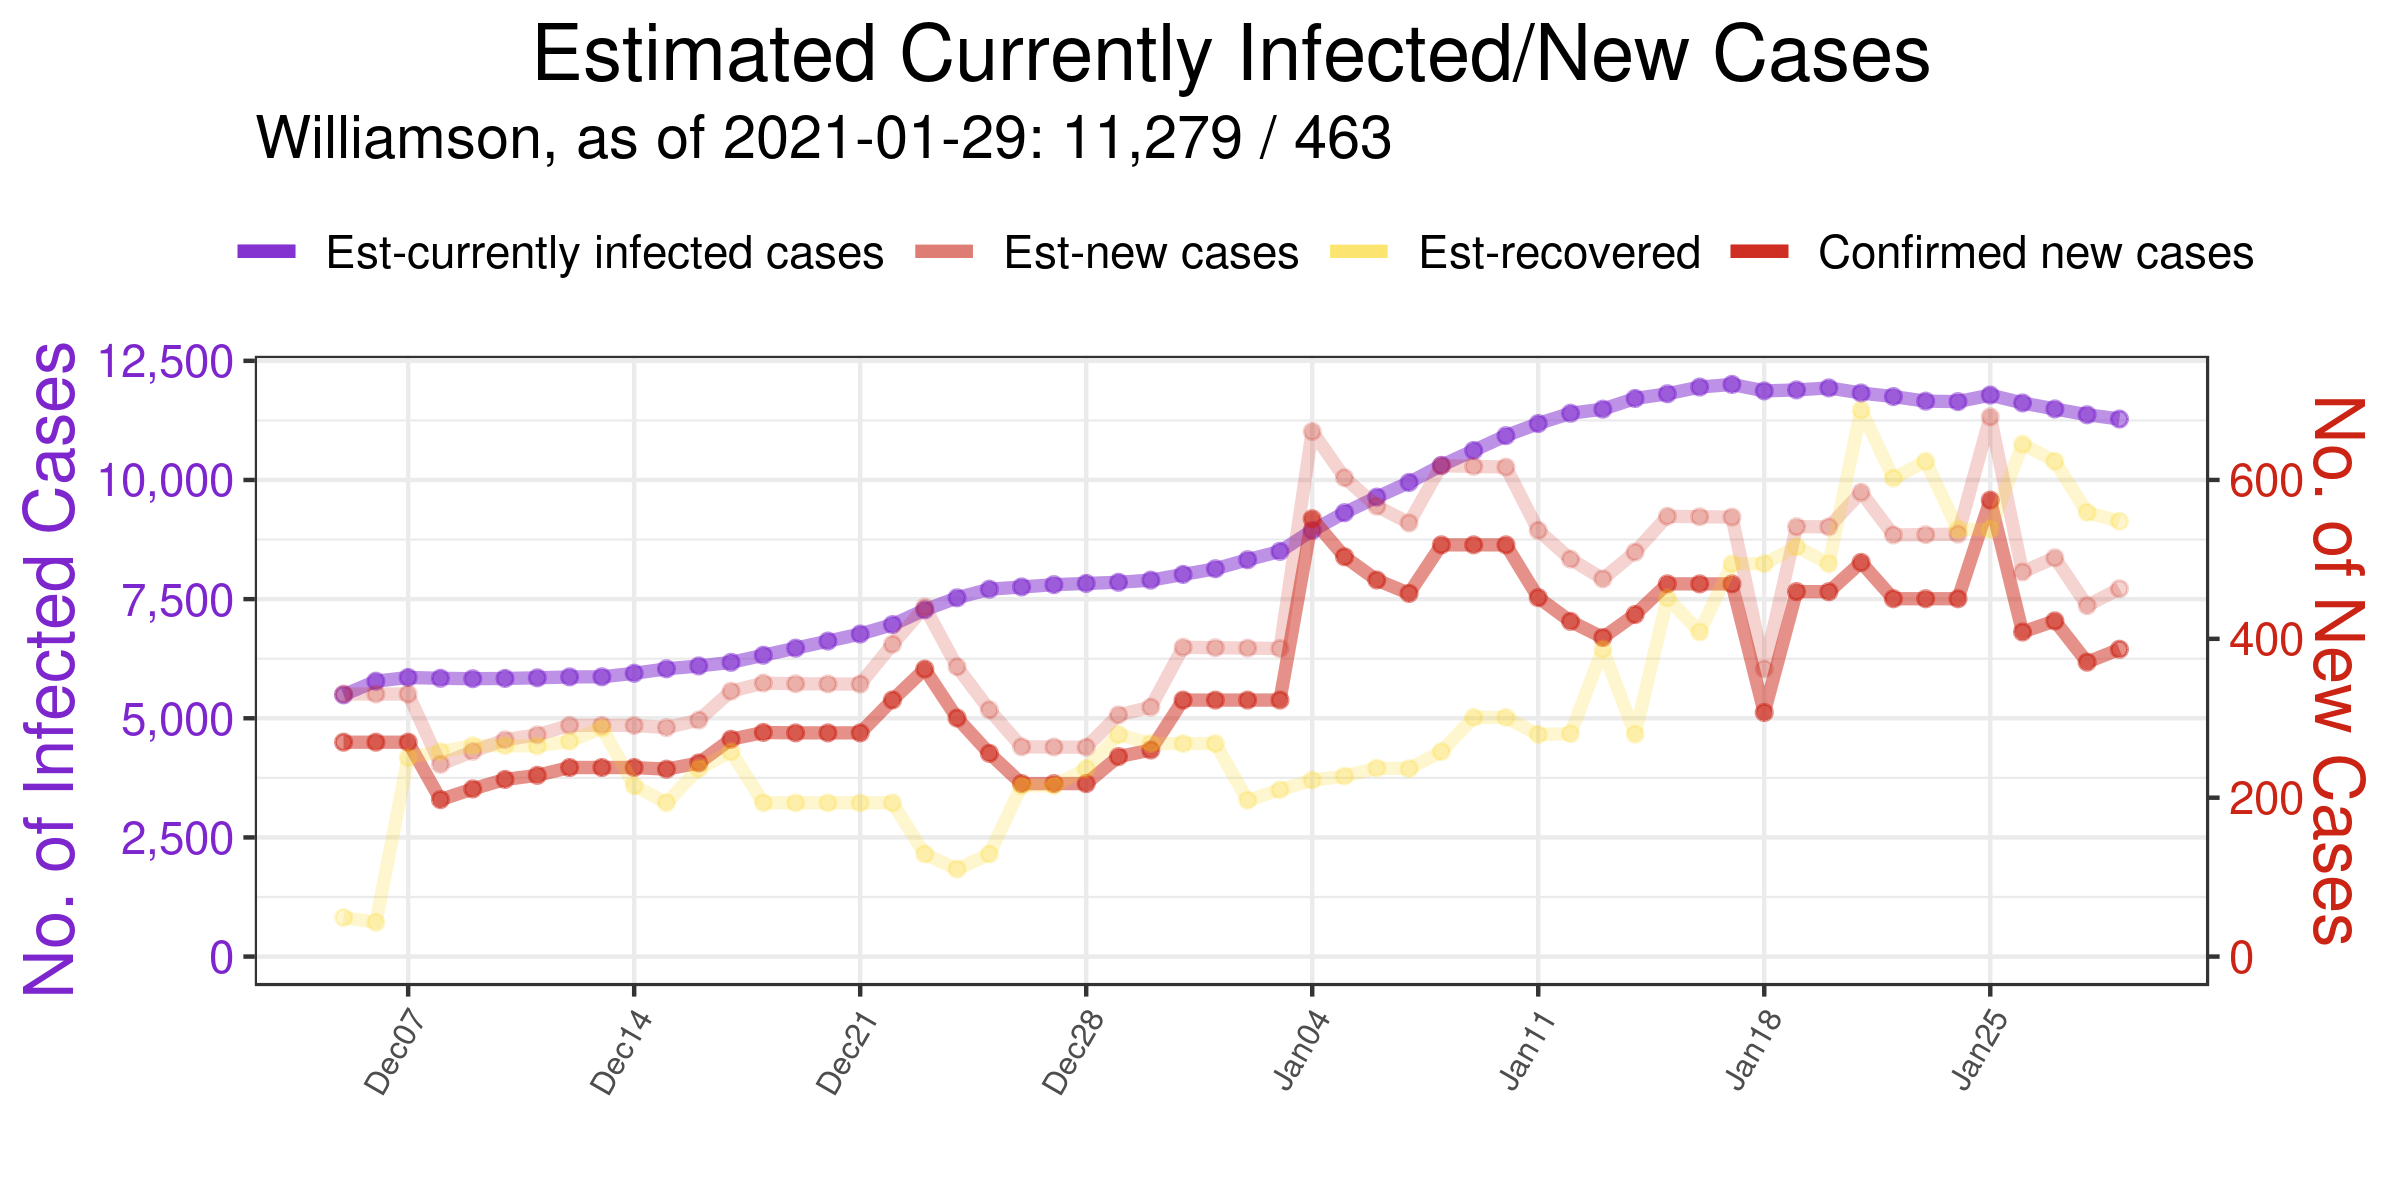 Estimated Currently Infected/New Cases
Williamson, as of 2021-01-29: 11,279 / 463
Est-currently infected cases Est-new cases Est-recovered Confirmed new cases
No. of Infected Cases
12,500
10,000
7,500
5,000
2,500
0
600
400
200
0
No. of New Cases
Dec07 Dec14 Dec21 Dec28 Jan04 Jan11 Jan18 Jan25